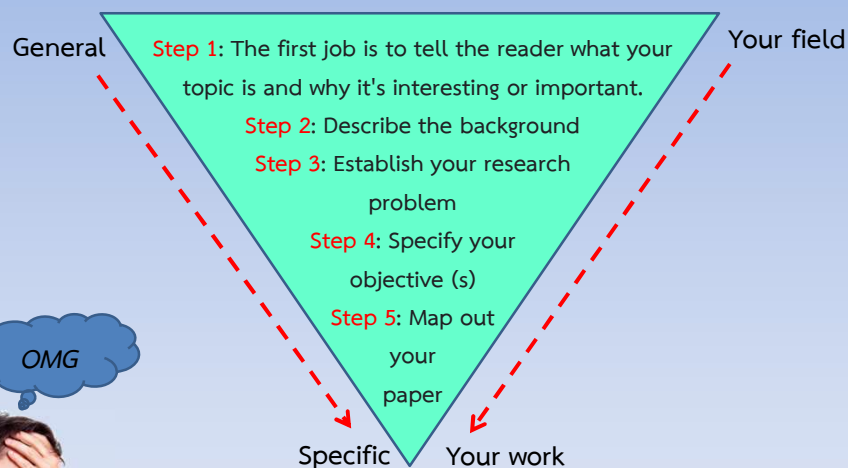 General
Your field
Step 1: The first job is to tell the reader what your
topic is and why it's interesting or important.
Step 2: Describe the background
Step 3: Establish your research
problem
Step 4: Specify your
objective (s)
Step 5: Map out
your
paper
OMG
Specific
Your work